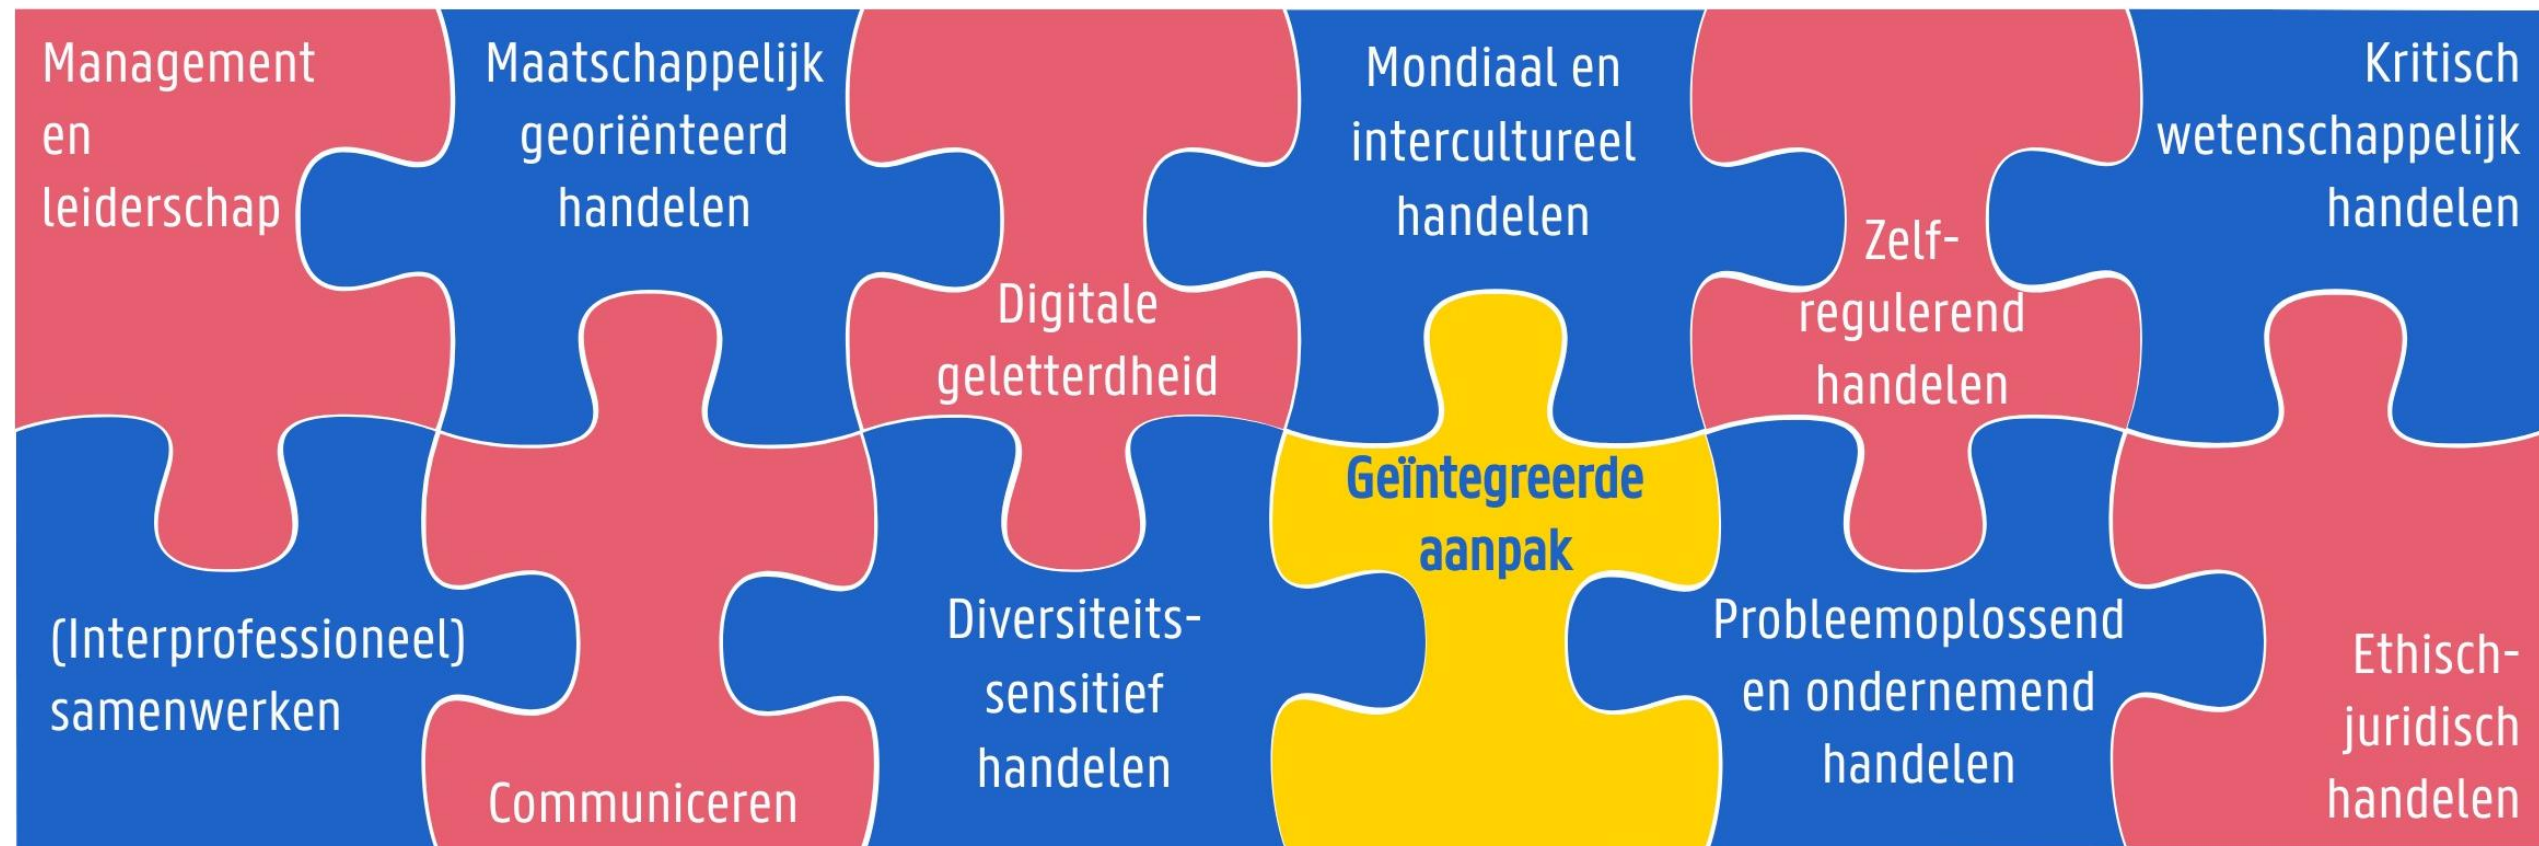 Management
en
leiderschap
Maatschappelijk
georiënteerd
handelen
Digitale
geletterdheid
Mondiaal en
intercultureel
handelen
Zelf-
regulerend
handelen
Kritisch
wetenschappelijk
handelen
(Interprofessioneel)
samenwerken
Communiceren
Diversiteits-
sensitief
handelen
Geïntegreerde
aanpak
Probleemoplossend
en ondernemend
handelen
Ethisch-
juridisch
handelen